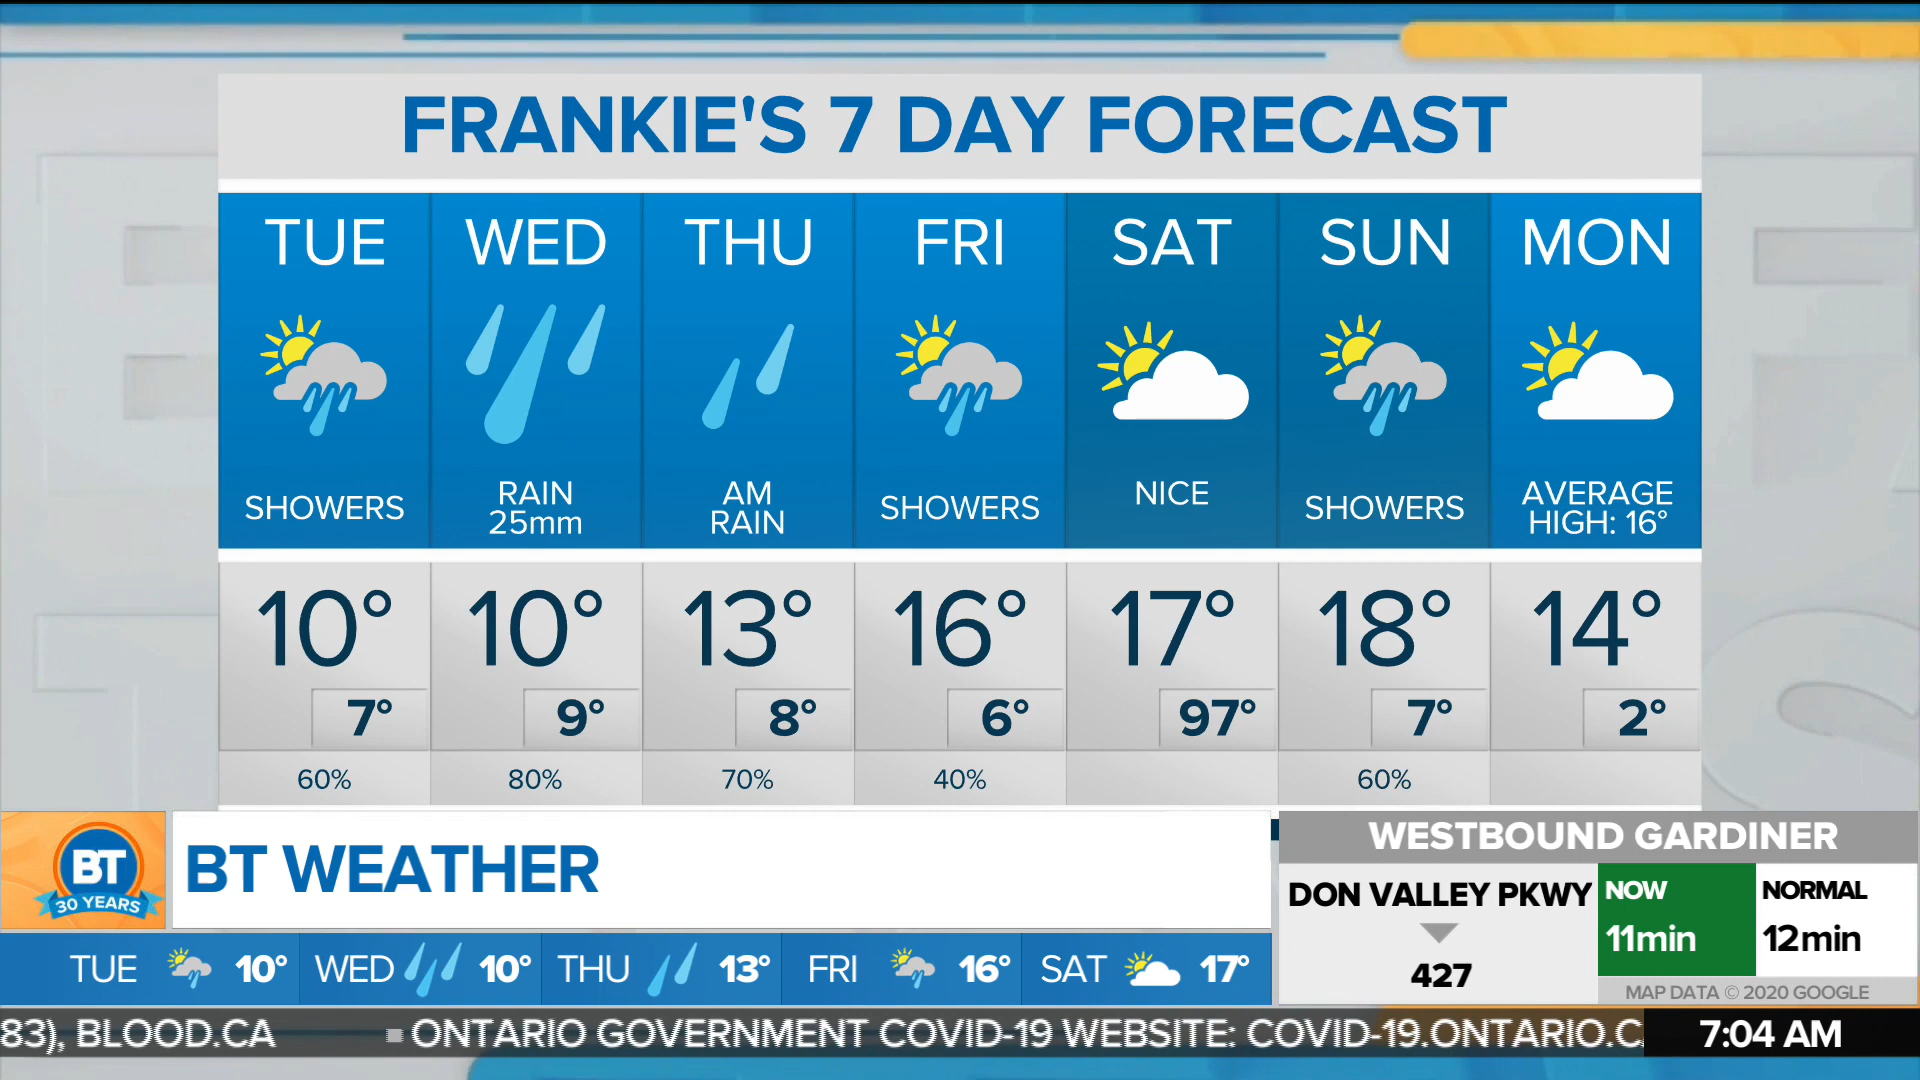 FRANKIE'S 7 DAY FORECAST
TUE WED THU FRI SAT SUN MON
SHOWERS
RAIN
25mm
AM
RAIN
SHOWERS
NICE
SHOWERS
AVERAGE
HIGH: 16°
10° 10° 13° 16° 17° 18° 14°
7° 9° 8° 6° 97° 7° 2°
60% 80% 70% 40% 60%
BT
30 YEARS
BT WEATHER
WESTBOUND GARDINER
DON VALLEY PKWY
427
NOW
11min
NORMAL
12min
MAP DATA © 2020 GOOGLE
TUE 10° WED 10° THU 13° FRI 16° SAT 17°
83), BLOOD.CA ONTARIO GOVERNMENT COVID-19 WEBSITE: COVID-19.ONTARIO.C
7:04 AM